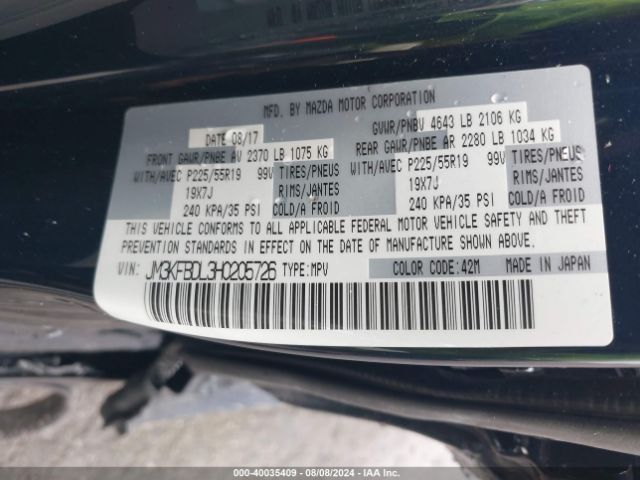 MFD. BY MAZDA MOTOR CORPORATION
DATE 08/17 GVWR/PNBV 4643 LB 2106 KG
FRONT GAWR/PNBE AV 2370 LB 1075 KG REAR GAWR/PNBE AR 2280 LB 1034 KG
WITH/AVEC P225/55R19 99V TIRES/PNEUS WITH/AVEC P225/55R19 99V TIRES/PNEUS
19X7J RIMS/JANTES 19X7J RIMS/JANTES
240 KPA/35 PSI COLD/A FROID 240 KPA/35 PSI COLD/A FROID
THIS VEHICLE CONFORMS TO ALL APPLICABLE FEDERAL MOTOR VEHICLE SAFETY AND THEFT
PREVENTION STANDARDS IN EFFECT ON THE DATE OF MANUFACTURE SHOWN ABOVE.
VIN: JM3KFBDL3H0205726 TYPE: MPV COLOR CODE: 42M MADE IN JAPAN
000-40035409 - 08/08/2024 - IAA Inc.